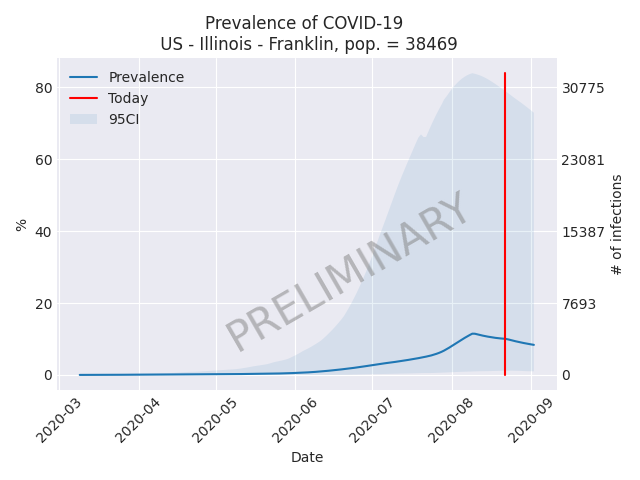 Prevalence of COVID-19
US - Illinois - Franklin, pop. = 38469
Prevalence
Today
95CI
PRELIMINARY
%
80
60
40
20
0
30775
23081
15387
7693
0
# of infections
2020-03
2020-04
2020-05
2020-06
2020-07
2020-08
2020-09
Date